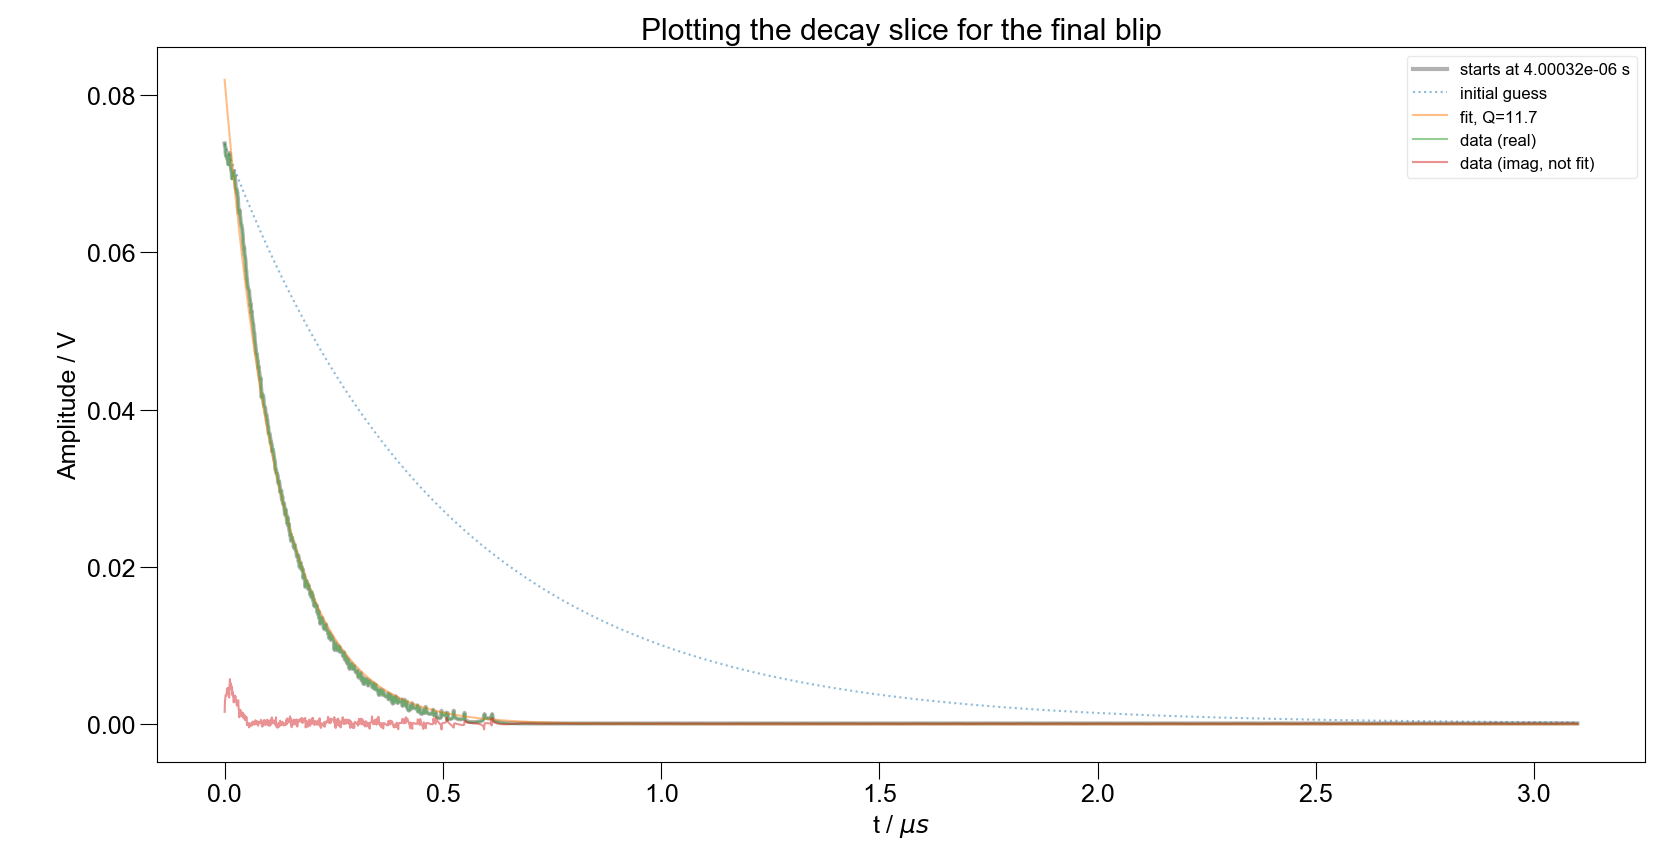 Plotting the decay slice for the final blip
starts at 4.00032e-06 s
initial guess
fit, Q=11.7
data (real)
data (imag, not fit)
Amplitude / V
0.08
0.06
0.04
0.02
0.00
0.0 0.5 1.0 1.5 2.0 2.5 3.0
t / μs